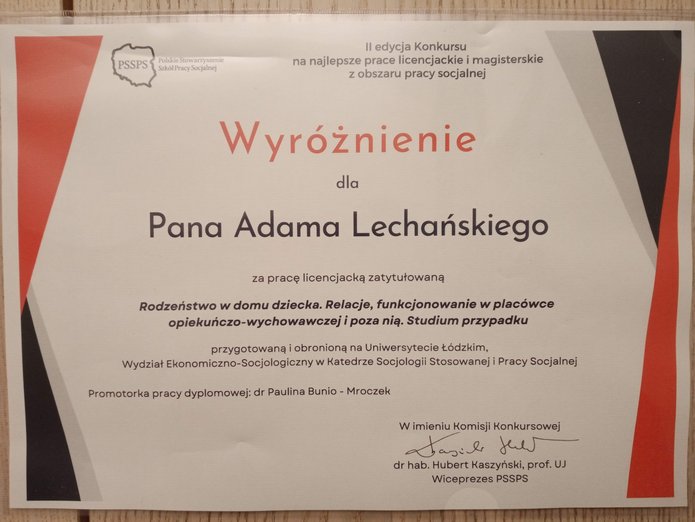 PSSPS
Polskie Stowarzyszenie
Szkół Pracy Socjalnej
II edycja Konkursu
na najlepsze prace licencjackie i magisterskie
z obszaru pracy socjalnej
Wyróżnienie
dla
Pana Adama Lechańskiego
za pracę licencjacką zatytułowaną
Rodzeństwo w domu dziecka. Relacje, funkcjonowanie w placówce
opiekuńczo-wychowawczej i poza nią. Studium przypadku
przygotowaną i obronioną na Uniwersytecie Łódzkim,
Wydział Ekonomiczno-Socjologiczny w Katedrze Socjologii Stosowanej i Pracy Socjalnej
Promotorka pracy dyplomowej: dr Paulina Bunio - Mroczek
W imieniu Komisji Konkursowej
dr hab. Hubert Kaszyński, prof. UJ
Wiceprezes PSSPS